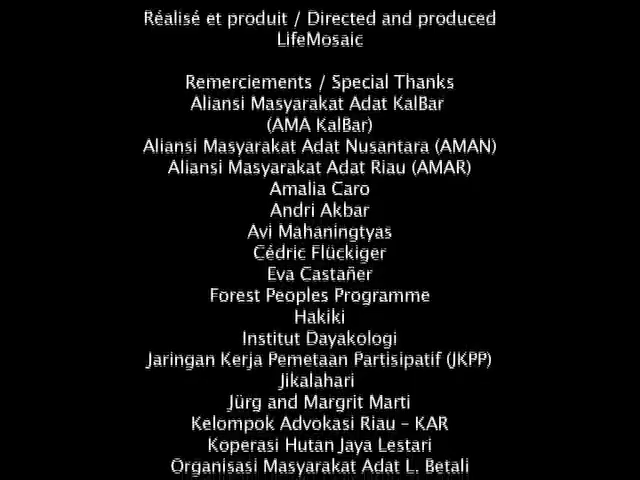 Réalisé et produit / Directed and produced
LifeMosaic
Remerciements / Special Thanks
Aliansi Masyarakat Adat KalBar
(AMA KalBar)
Aliansi Masyarakat Adat Nusantara (AMAN)
Aliansi Masyarakat Adat Riau (AMAR)
Amalia Caro
Andri Akbar
Avi Mahaningtyas
Cédric Flückiger
Eva Castañer
Forest Peoples Programme
Hakiki
Institut Dayakologi
Jaringan Kerja Pemetaan Partisipatif (JKPP)
Jikalahari
Jürg and Margrit Marti
Kelompok Advokasi Riau – KAR
Koperasi Hutan Jaya Lestari
Organisasi Masyarakat Adat L. Betali